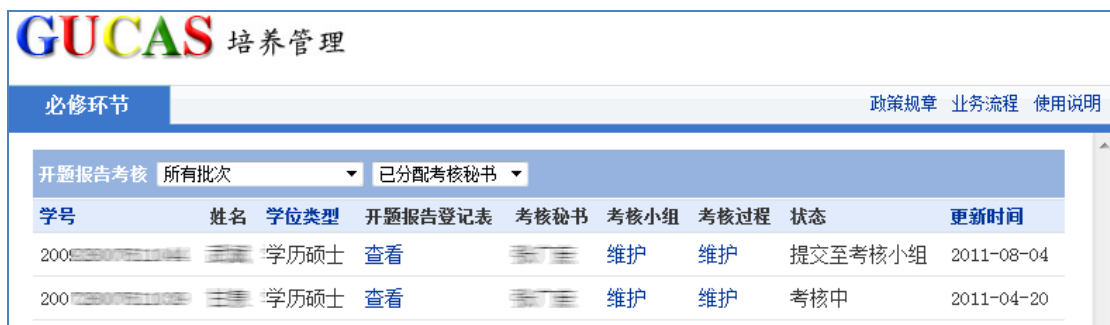 GUCAS 培养管理
必修环节 政策规章 业务流程 使用说明
开题报告考核 所有批次 已分配考核秘书
学号 姓名 学位类型 开题报告登记表 考核秘书 考核小组 考核过程 状态 更新时间
学历硕士 查看 维护 维护 提交至考核小组 2011-08-04
学历硕士 查看 维护 维护 考核中 2011-04-20